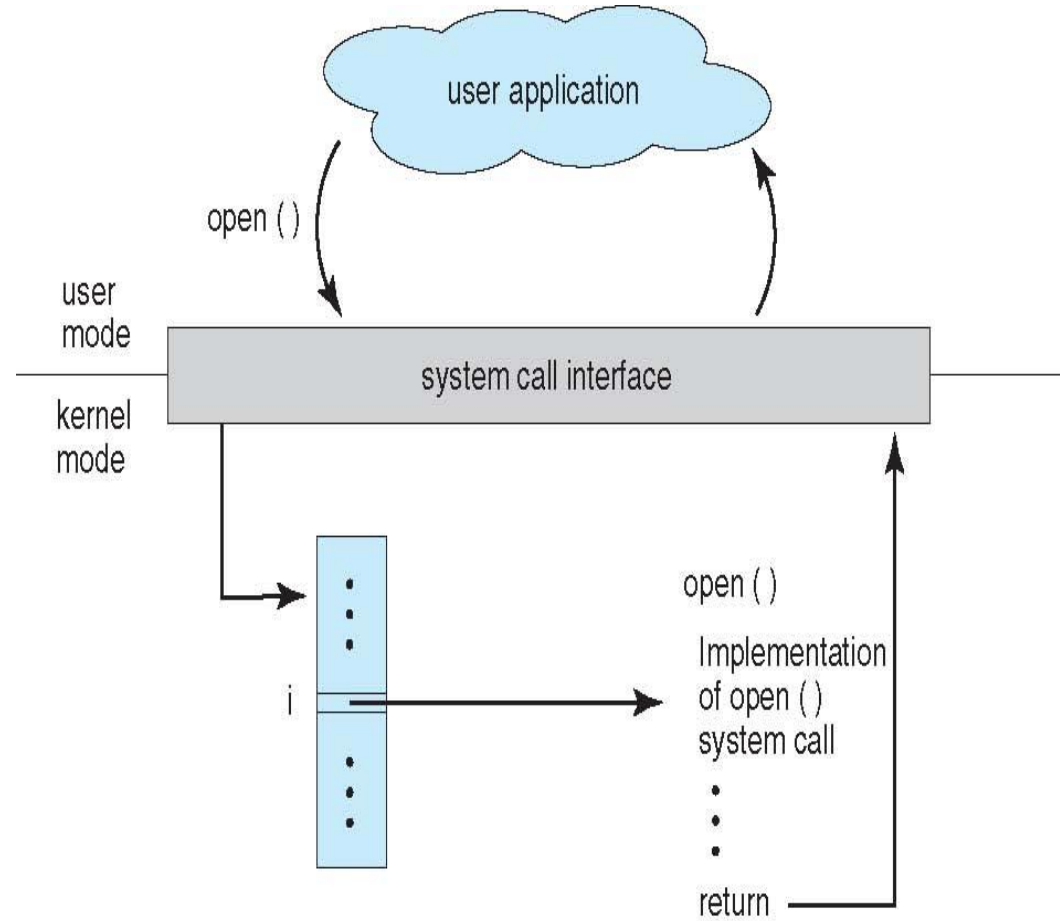 user application
open ( )
user
mode
system call interface
kernel
mode
open ( )
Implementation
of open ( )
system call
i
return